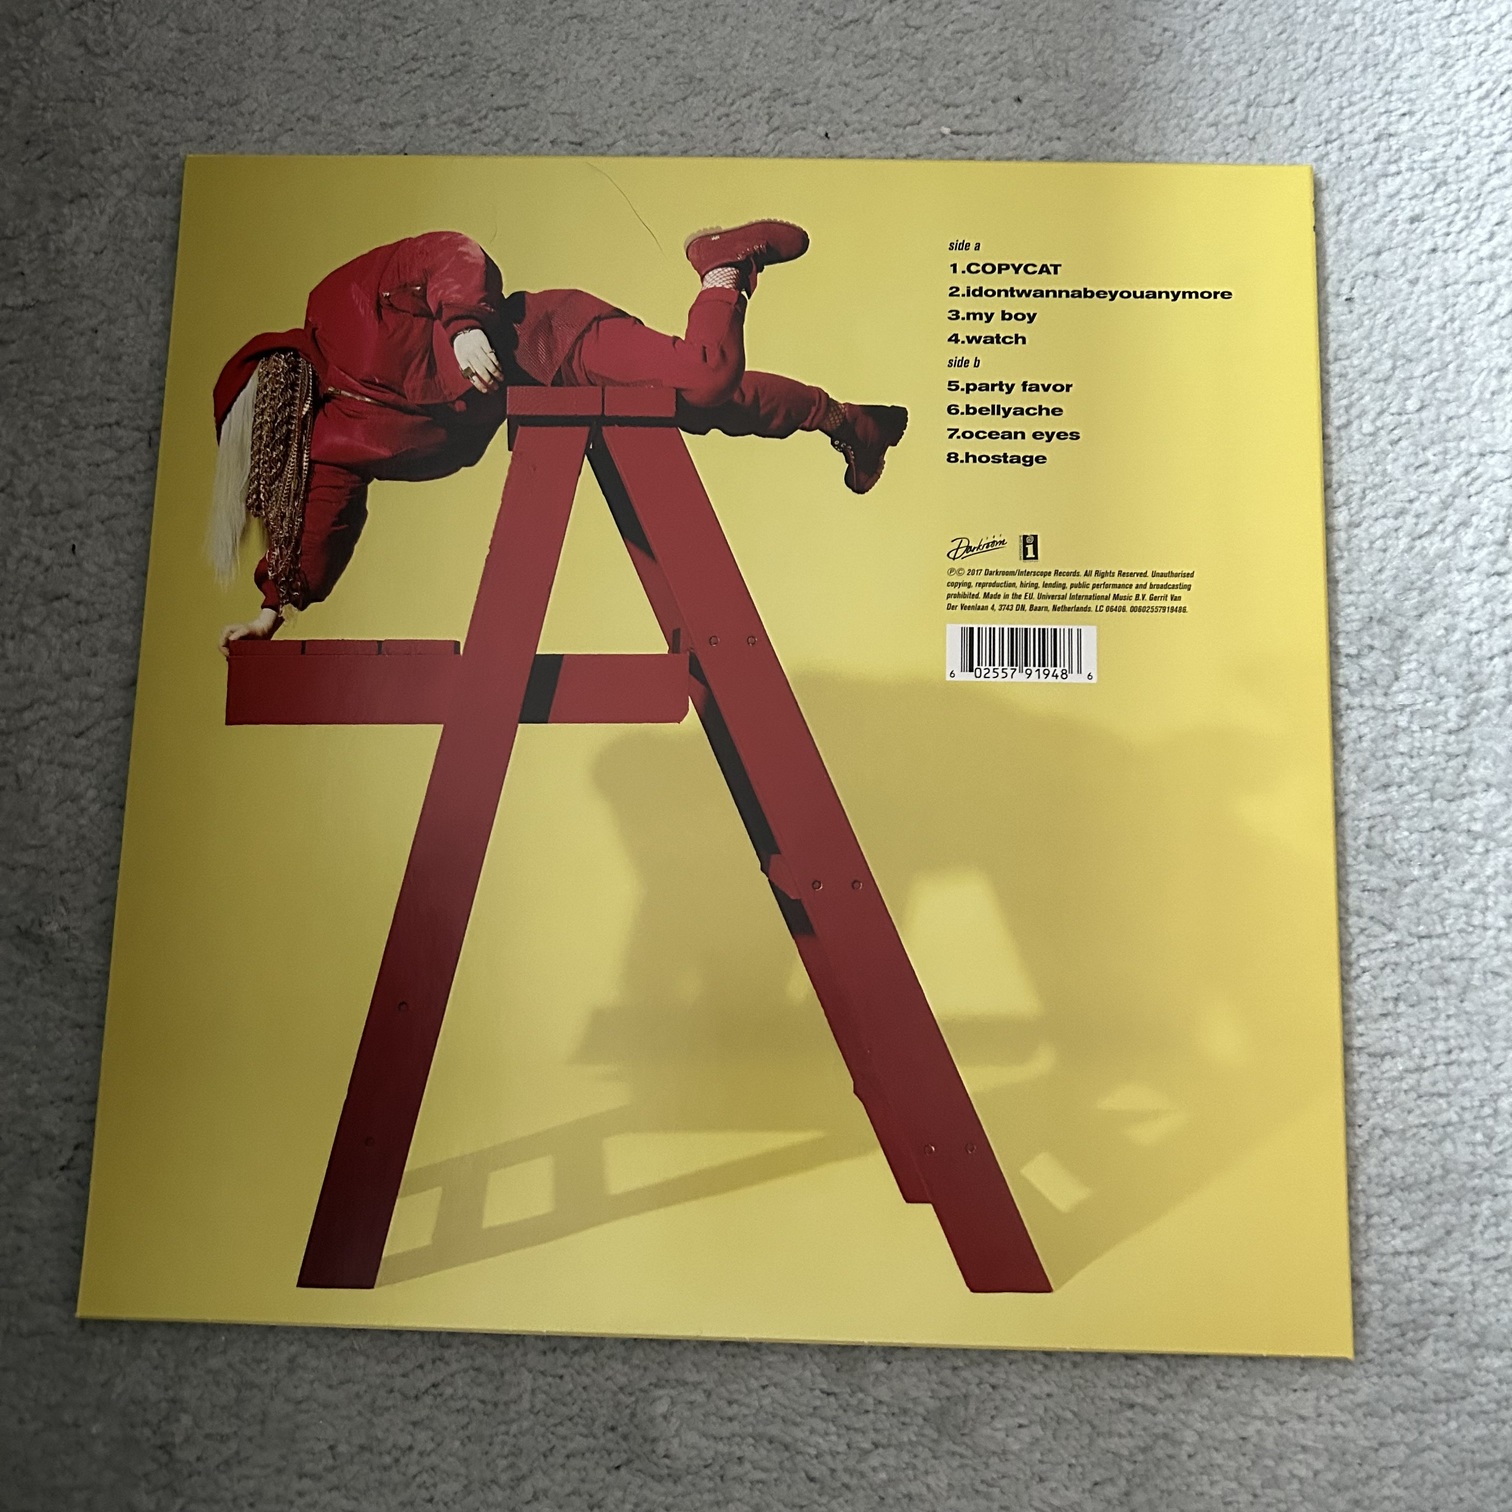 side a
1.COPYCAT
2.idontwannabeyouanymore
3.my boy
4.watch
side b
5.party favor
6.bellyache
7.ocean eyes
8.hostage
Darkroom i
℗© 2017 Darkroom/Interscope Records. All Rights Reserved. Unauthorised
copying, reproduction, hiring, lending, public performance and broadcasting
prohibited. Made in the EU. Universal International Music B.V. Gerrit Van
Der Veenlaan 4, 3743 DN, Baarn, Netherlands. LC 06406. 00602557919486.
6 02557 91948 6